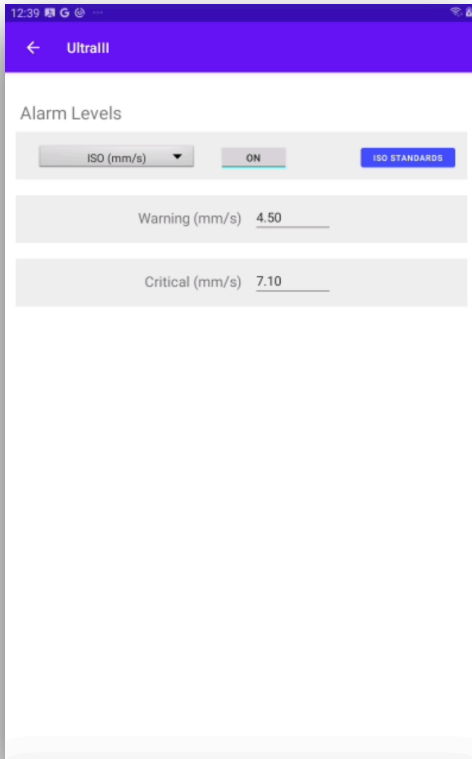 12:39 G ...
UltraIII
Alarm Levels
ISO (mm/s) ON ISO STANDARDS
Warning (mm/s) 4.50
Critical (mm/s) 7.10